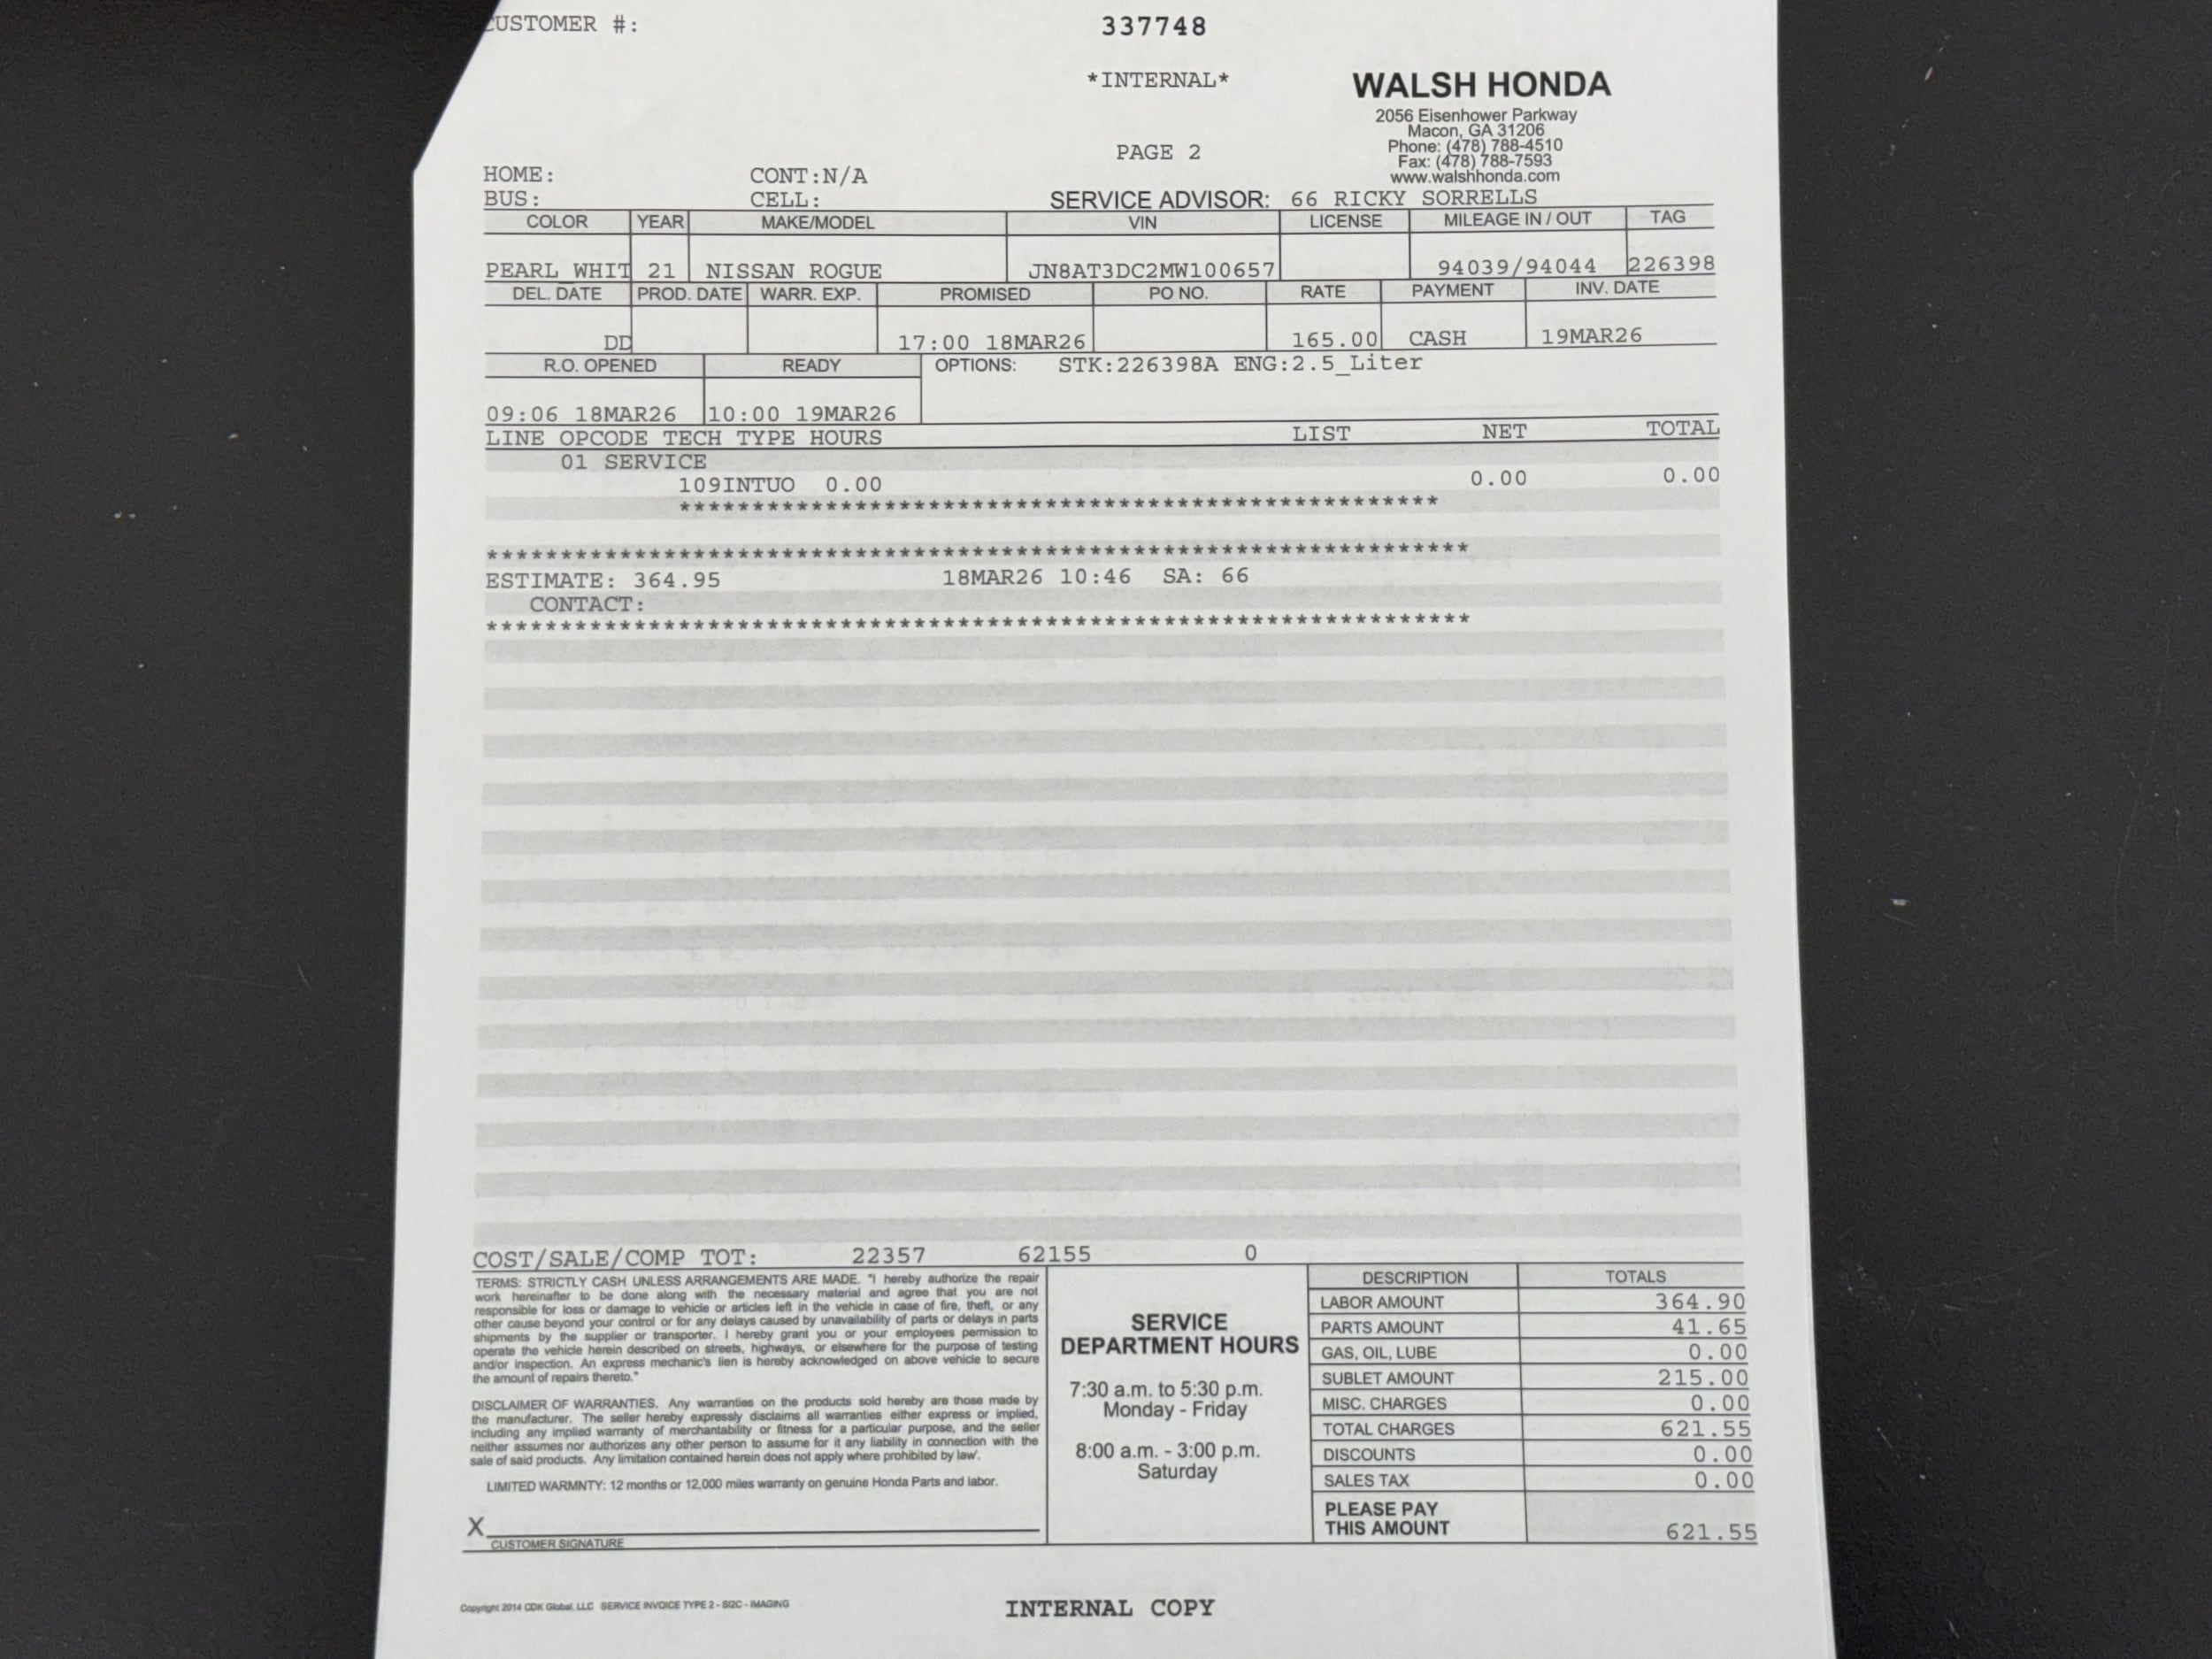 CUSTOMER #:
337748
*INTERNAL*
WALSH HONDA
2056 Eisenhower Parkway
Macon, GA 31206
Phone: (478) 788-4510
Fax: (478) 788-7593
www.walshhonda.com
PAGE 2
HOME: CONT:N/A
BUS: CELL: SERVICE ADVISOR: 66 RICKY SORRELLS
COLOR YEAR MAKE/MODEL VIN LICENSE MILEAGE IN / OUT TAG
PEARL WHIT 21 NISSAN ROGUE JN8AT3DC2MW100657 94039/94044 226398
DEL. DATE PROD. DATE WARR. EXP. PROMISED PO NO. RATE PAYMENT INV. DATE
DD 17:00 18MAR26 165.00 CASH 19MAR26
R.O. OPENED READY OPTIONS: STK:226398A ENG:2.5_Liter
09:06 18MAR26 10:00 19MAR26
LINE OPCODE TECH TYPE HOURS LIST NET TOTAL
01 SERVICE
109INTUO 0.00 0.00 0.00
****************************************************
*******************************************************************
ESTIMATE: 364.95 18MAR26 10:46 SA: 66
CONTACT:
*******************************************************************
COST/SALE/COMP TOT: 22357 62155 0
TERMS: STRICTLY CASH UNLESS ARRANGEMENTS ARE MADE. "I hereby authorize the repair
work hereinafter to be done along with the necessary material and agree that you are not
responsible for loss or damage to vehicle or articles left in the vehicle in case of fire, theft, or any
other cause beyond your control or for any delays caused by unavailability of parts or delays in parts
shipments by the supplier or transporter. I hereby grant you or your employees permission to
operate the vehicle herein described on streets, highways, or elsewhere for the purpose of testing
and/or inspection. An express mechanic's lien is hereby acknowledged on above vehicle to secure
the amount of repairs thereto."
DISCLAIMER OF WARRANTIES. Any warranties on the products sold hereby are those made by
the manufacturer. The seller hereby expressly disclaims all warranties either express or implied,
including any implied warranty of merchantability or fitness for a particular purpose, and the seller
neither assumes nor authorizes any other person to assume for it any liability in connection with the
sale of said products. Any limitation contained herein does not apply where prohibited by law'.
LIMITED WARMNTY: 12 months or 12,000 miles warranty on genuine Honda Parts and labor.
X
CUSTOMER SIGNATURE
SERVICE
DEPARTMENT HOURS
7:30 a.m. to 5:30 p.m.
Monday - Friday
8:00 a.m. - 3:00 p.m.
Saturday
DESCRIPTION TOTALS
LABOR AMOUNT 364.90
PARTS AMOUNT 41.65
GAS, OIL, LUBE 0.00
SUBLET AMOUNT 215.00
MISC. CHARGES 0.00
TOTAL CHARGES 621.55
DISCOUNTS 0.00
SALES TAX 0.00
PLEASE PAY
THIS AMOUNT 621.55
Copyright 2014 CDK Global, LLC SERVICE INVOICE TYPE 2 - SI2C - IMAGING
INTERNAL COPY